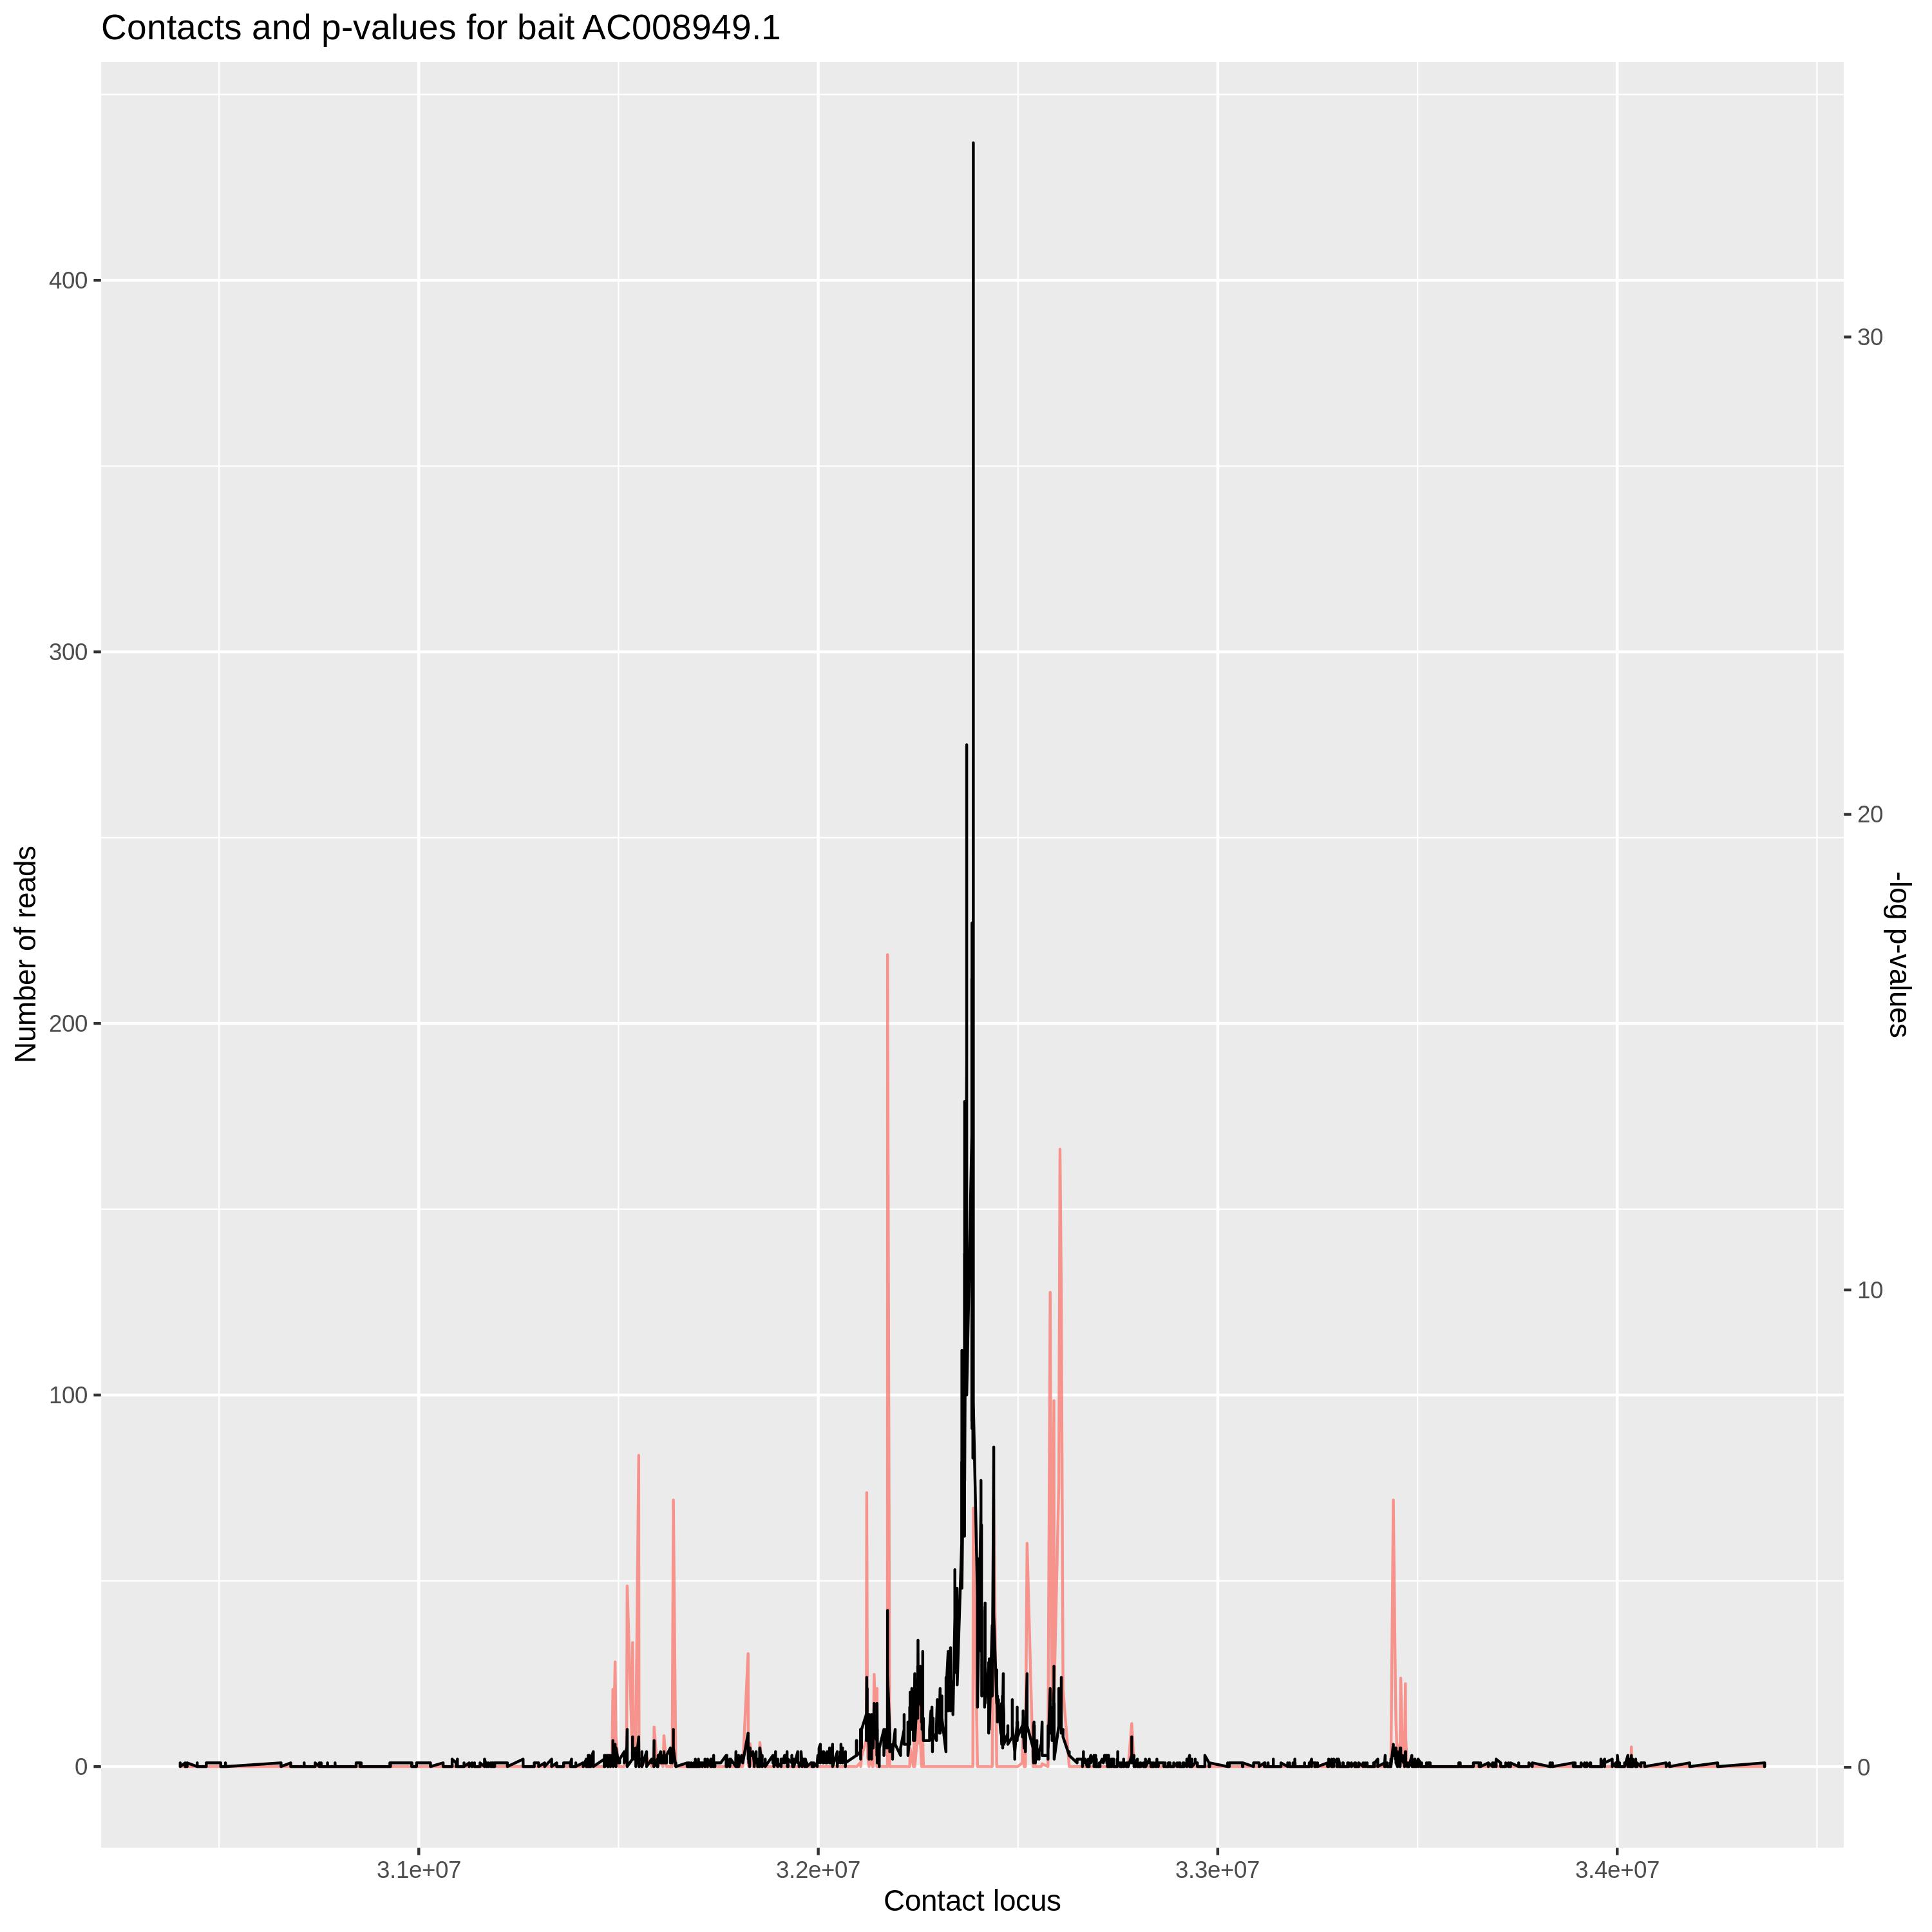 Contacts and p-values for bait AC008949.1
400
300
200
100
0
30
20
10
0
3.1e+07 3.2e+07 3.3e+07 3.4e+07
Number of reads
-log p-values
Contact locus